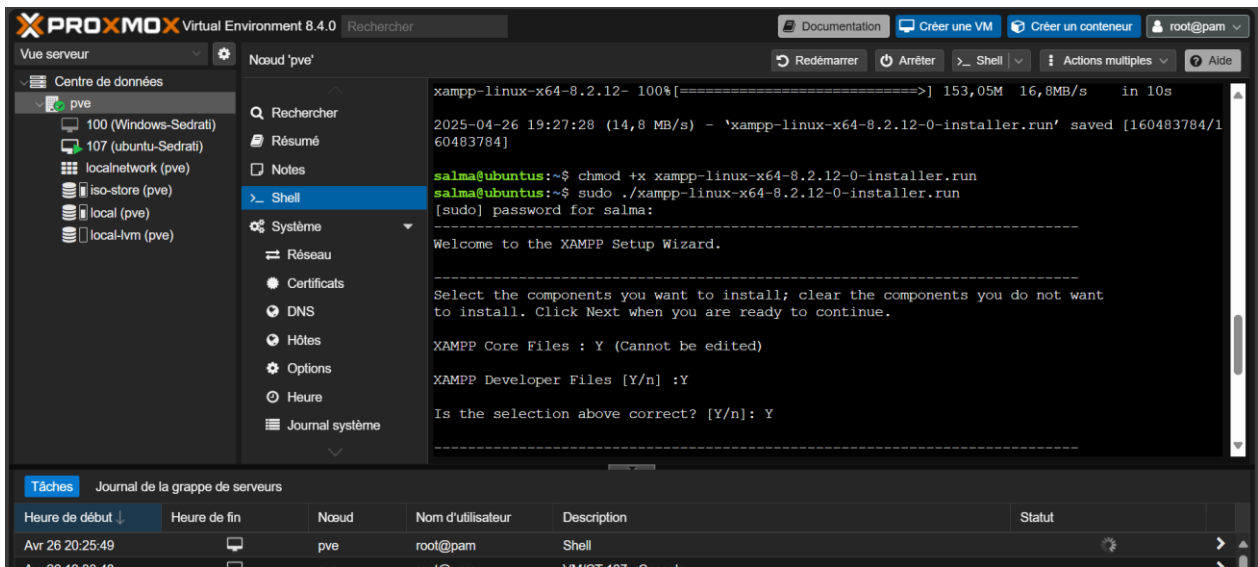 PROXMOX Virtual Environment 8.4.0 Rechercher
Documentation Créer une VM Créer un conteneur root@pam
Vue serveur
Centre de données
pve
100 (Windows-Sedrati)
107 (ubuntu-Sedrati)
localnetwork (pve)
iso-store (pve)
local (pve)
local-lvm (pve)
Nœud 'pve'
Redémarrer Arrêter >_ Shell Actions multiples Aide
Rechercher
Résumé
Notes
>_ Shell
Système
Réseau
Certificats
DNS
Hôtes
Options
Heure
Journal système
xampp-linux-x64-8.2.12- 100%[=============================>] 153,05M 16,8MB/s in 10s
2025-04-26 19:27:28 (14,8 MB/s) - ‘xampp-linux-x64-8.2.12-0-installer.run’ saved [160483784/1
60483784]
salma@ubuntus:~$ chmod +x xampp-linux-x64-8.2.12-0-installer.run
salma@ubuntus:~$ sudo ./xampp-linux-x64-8.2.12-0-installer.run
[sudo] password for salma:
----------------------------------------------------------------------------
Welcome to the XAMPP Setup Wizard.
----------------------------------------------------------------------------
Select the components you want to install; clear the components you do not want
to install. Click Next when you are ready to continue.
XAMPP Core Files : Y (Cannot be edited)
XAMPP Developer Files [Y/n] :Y
Is the selection above correct? [Y/n]: Y
----------------------------------------------------------------------------
Tâches Journal de la grappe de serveurs
Heure de début Heure de fin Nœud Nom d'utilisateur Description Statut
Avr 26 20:25:49 pve root@pam Shell